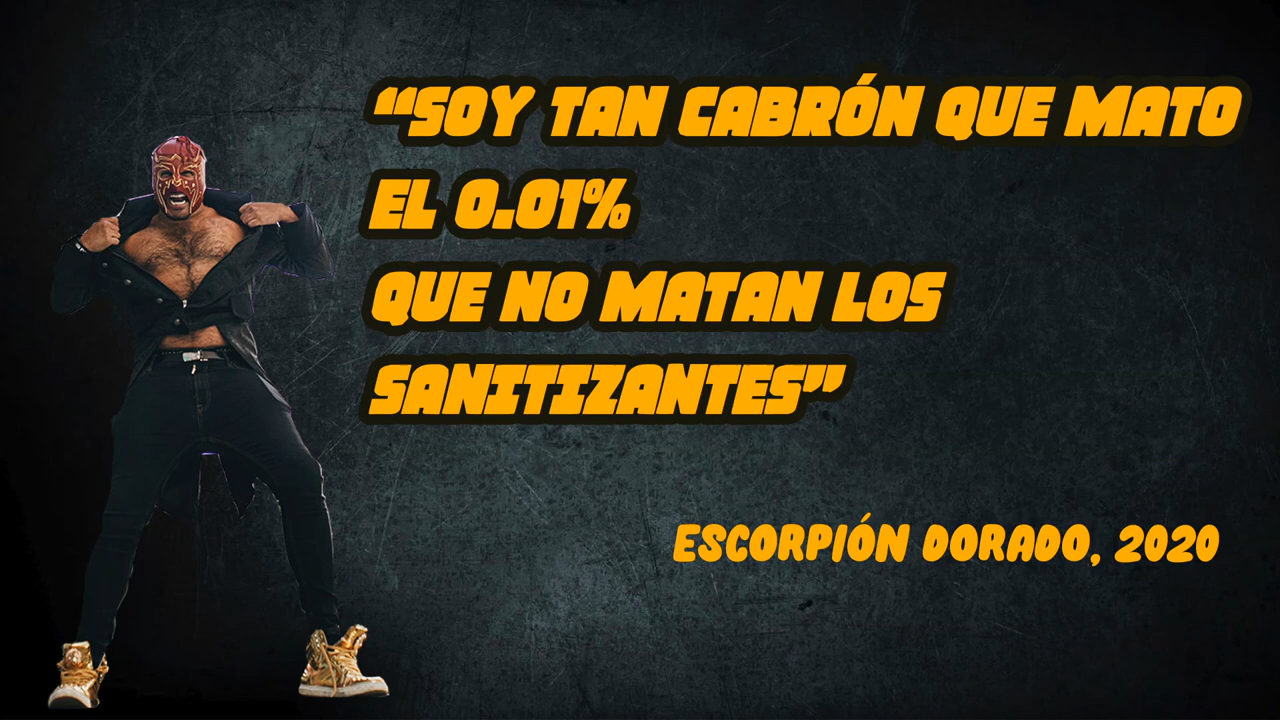 “SOY TAN CABRÓN QUE MATO
EL 0.01%
QUE NO MATAN LOS
SANITIZANTES”
ESCORPIÓN DORADO, 2020